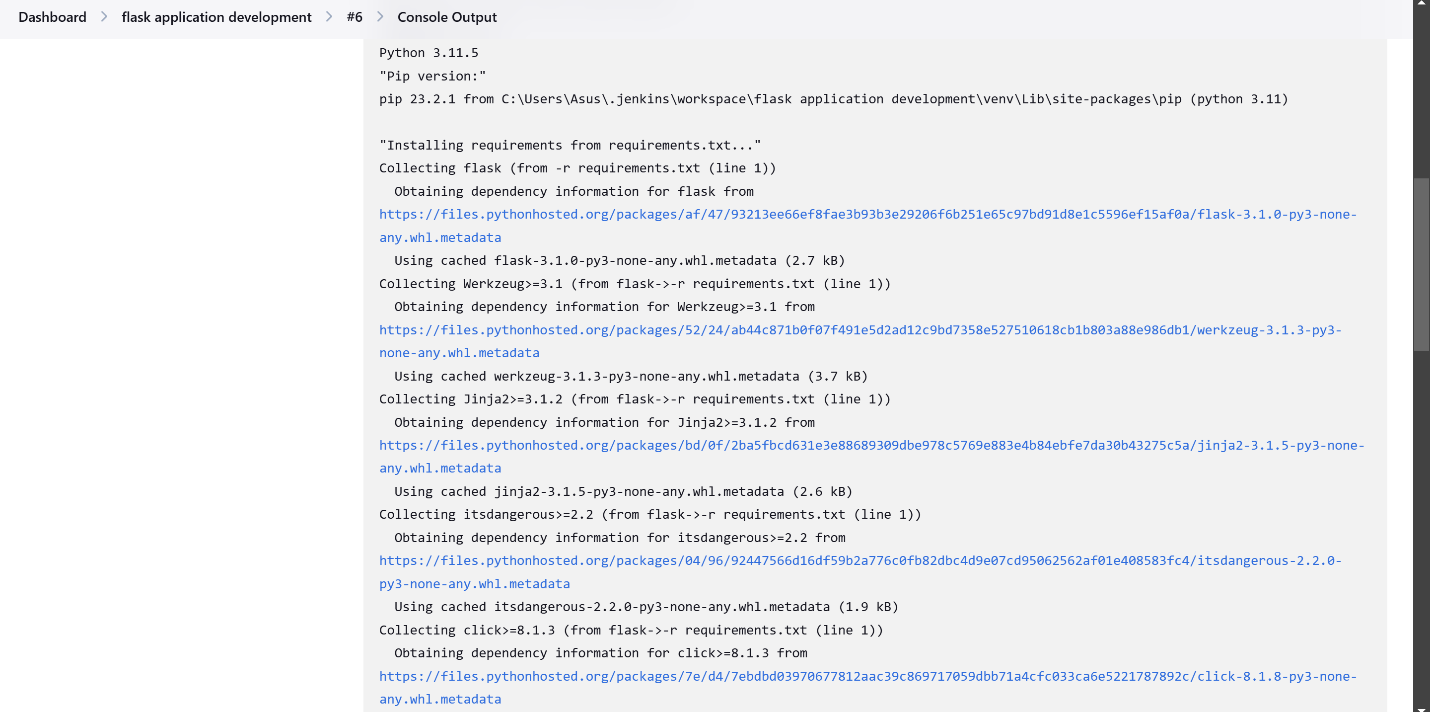 Dashboard > flask application development > #6 > Console Output
Python 3.11.5
"Pip version:"
pip 23.2.1 from C:\Users\Asus\.jenkins\workspace\flask application development\venv\Lib\site-packages\pip (python 3.11)
"Installing requirements from requirements.txt..."
Collecting flask (from -r requirements.txt (line 1))
Obtaining dependency information for flask from
https://files.pythonhosted.org/packages/af/47/93213ee66ef8fae3b93b3e29206f6b251e65c97bd91d8e1c5596ef15af0a/flask-3.1.0-py3-none-
any.whl.metadata
Using cached flask-3.1.0-py3-none-any.whl.metadata (2.7 kB)
Collecting Werkzeug>=3.1 (from flask->-r requirements.txt (line 1))
Obtaining dependency information for Werkzeug>=3.1 from
https://files.pythonhosted.org/packages/52/24/ab44c871b0f07f491e5d2ad12c9bd7358e527510618cb1b803a88e986db1/werkzeug-3.1.3-py3-
none-any.whl.metadata
Using cached werkzeug-3.1.3-py3-none-any.whl.metadata (3.7 kB)
Collecting Jinja2>=3.1.2 (from flask->-r requirements.txt (line 1))
Obtaining dependency information for Jinja2>=3.1.2 from
https://files.pythonhosted.org/packages/bd/0f/2ba5fbcd631e3e88689309dbe978c5769e883e4b84ebfe7da30b43275c5a/jinja2-3.1.5-py3-none-
any.whl.metadata
Using cached jinja2-3.1.5-py3-none-any.whl.metadata (2.6 kB)
Collecting itsdangerous>=2.2 (from flask->-r requirements.txt (line 1))
Obtaining dependency information for itsdangerous>=2.2 from
https://files.pythonhosted.org/packages/04/96/92447566d16df59b2a776c0fb82dbc4d9e07cd95062562af01e408583fc4/itsdangerous-2.2.0-
py3-none-any.whl.metadata
Using cached itsdangerous-2.2.0-py3-none-any.whl.metadata (1.9 kB)
Collecting click>=8.1.3 (from flask->-r requirements.txt (line 1))
Obtaining dependency information for click>=8.1.3 from
https://files.pythonhosted.org/packages/7e/d4/7ebdbd03970677812aac39c869717059dbb71a4cfc033ca6e5221787892c/click-8.1.8-py3-none-
any.whl.metadata